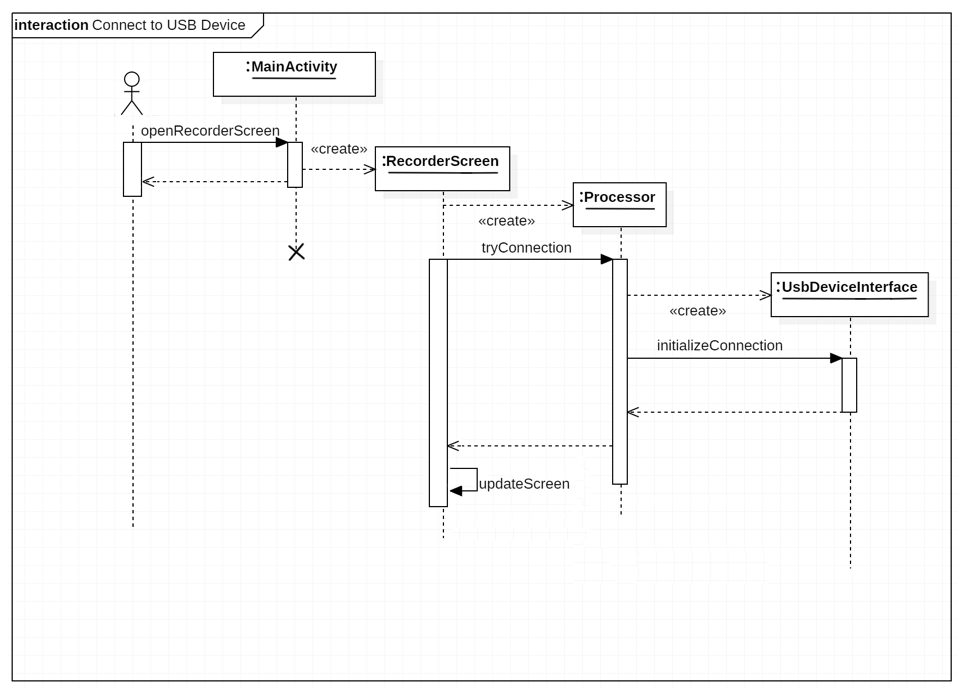 interaction Connect to USB Device
:MainActivity
openRecorderScreen
«create»
:RecorderScreen
:Processor
«create»
tryConnection
:UsbDeviceInterface
«create»
initializeConnection
updateScreen